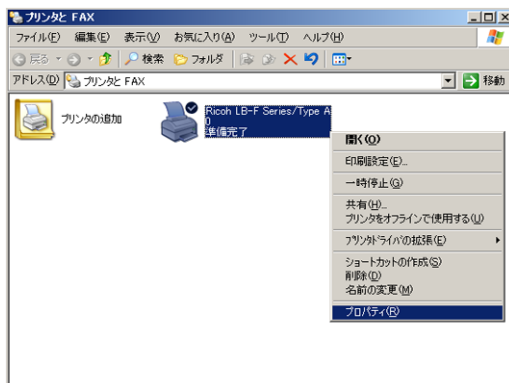 プリンタと FAX
ファイル(F) 編集(E) 表示(V) お気に入り(A) ツール(T) ヘルプ(H)
戻る 検索 フォルダ
アドレス(D) プリンタと FAX 移動
プリンタの追加
Ricoh LB-F Series/Type A
0
準備完了
開く(O)
印刷設定(E)...
一時停止(G)
共有(H)...
プリンタをオフラインで使用する(U)
プリンタドライバの拡張(E)
ショートカットの作成(S)
削除(D)
名前の変更(M)
プロパティ(R)